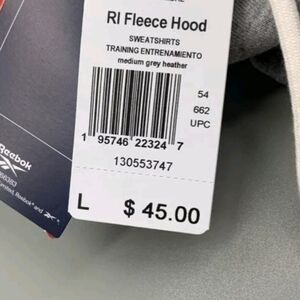 RI Fleece Hood
SWEATSHIRTS
TRAINING ENTRENAMIENTO
medium grey heather
54
662
UPC
1 95746 22324 7
130553747
L $ 45.00
Reebok